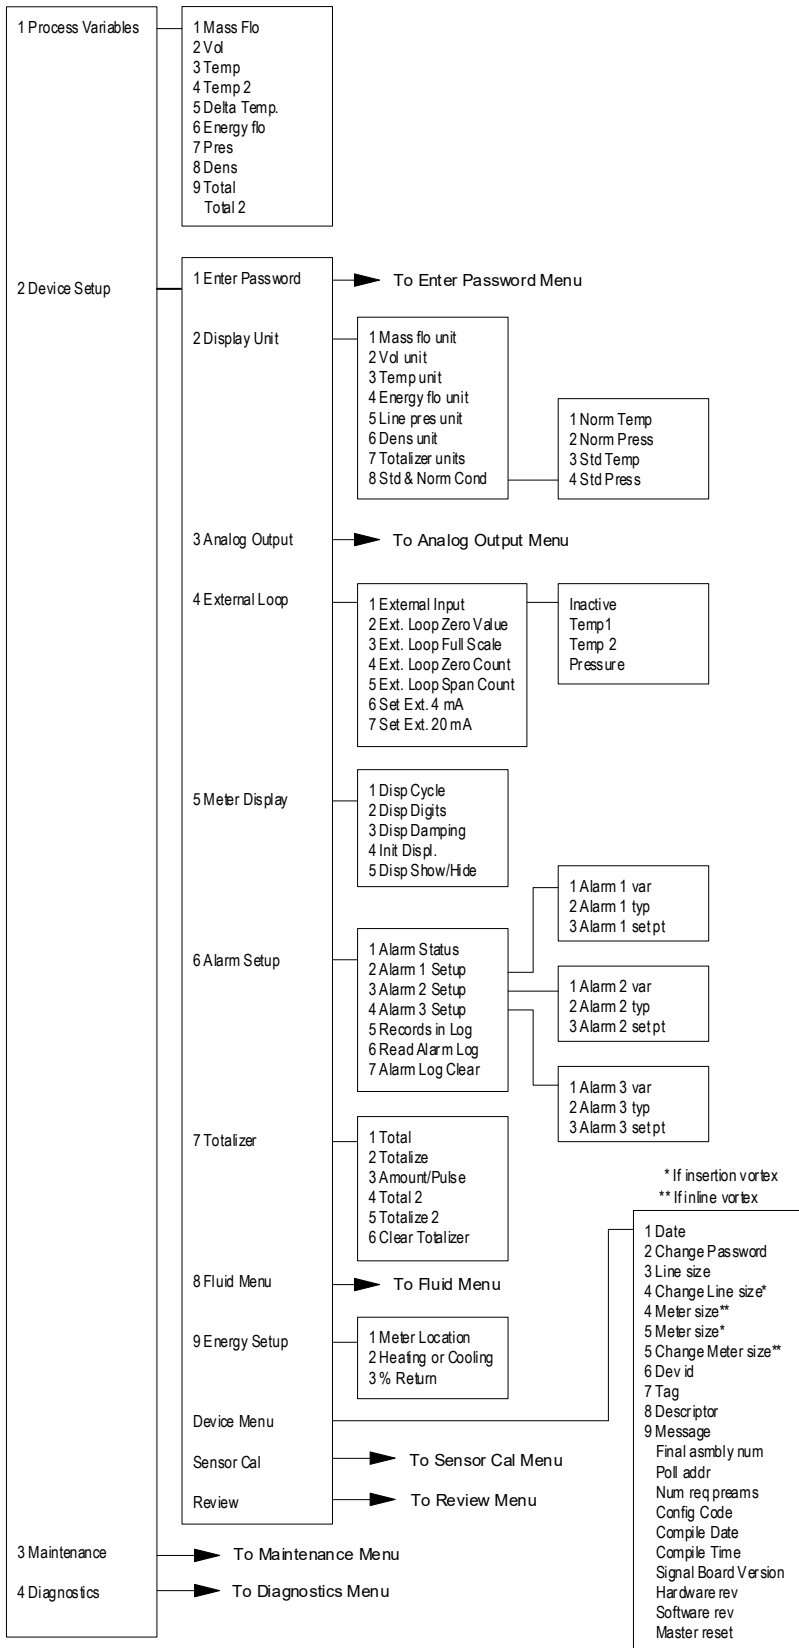 1 Process Variables
1 Mass Flo
2 Vol
3 Temp
4 Temp 2
5 Delta Temp.
6 Energy flo
7 Pres
8 Dens
9 Total
Total 2
2 Device Setup
1 Enter Password
To Enter Password Menu
2 Display Unit
1 Mass flo unit
2 Vol unit
3 Temp unit
4 Energy flo unit
5 Line pres unit
6 Dens unit
7 Totalizer units
8 Std & Norm Cond
1 Norm Temp
2 Norm Press
3 Std Temp
4 Std Press
3 Analog Output
To Analog Output Menu
4 External Loop
1 External Input
2 Ext. Loop Zero Value
3 Ext. Loop Full Scale
4 Ext. Loop Zero Count
5 Ext. Loop Span Count
6 Set Ext. 4 mA
7 Set Ext. 20 mA
Inactive
Temp1
Temp 2
Pressure
5 Meter Display
1 Disp Cycle
2 Disp Digits
3 Disp Damping
4 Init Displ.
5 Disp Show/Hide
6 Alarm Setup
1 Alarm Status
2 Alarm 1 Setup
3 Alarm 2 Setup
4 Alarm 3 Setup
5 Records in Log
6 Read Alarm Log
7 Alarm Log Clear
1 Alarm 1 var
2 Alarm 1 typ
3 Alarm 1 set pt
1 Alarm 2 var
2 Alarm 2 typ
3 Alarm 2 set pt
1 Alarm 3 var
2 Alarm 3 typ
3 Alarm 3 set pt
7 Totalizer
1 Total
2 Totalize
3 Amount/Pulse
4 Total 2
5 Totalize 2
6 Clear Totalizer
8 Fluid Menu
To Fluid Menu
9 Energy Setup
1 Meter Location
2 Heating or Cooling
3 % Return
Device Menu
* If insertion vortex
** If inline vortex
1 Date
2 Change Password
3 Line size
4 Change Line size*
4 Meter size**
5 Meter size*
5 Change Meter size**
6 Dev id
7 Tag
8 Descriptor
9 Message
Final asmbly num
Poll addr
Num req preams
Config Code
Compile Date
Compile Time
Signal Board Version
Hardware rev
Software rev
Master reset
Sensor Cal
To Sensor Cal Menu
Review
To Review Menu
3 Maintenance
To Maintenance Menu
4 Diagnostics
To Diagnostics Menu